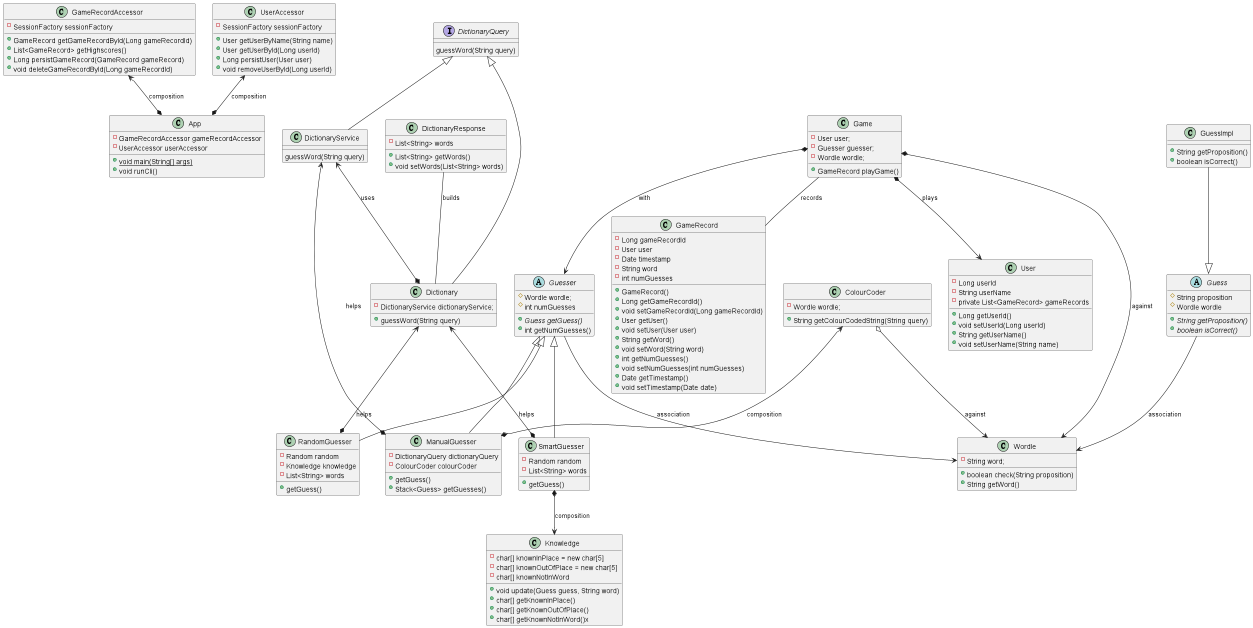 C GameRecordAccessor
SessionFactory sessionFactory
GameRecord getGameRecordById(Long gameRecordId)
List<GameRecord> getHighscores()
Long persistGameRecord(GameRecord gameRecord)
void deleteGameRecordById(Long gameRecordId)
C UserAccessor
SessionFactory sessionFactory
User getUserByName(String name)
User getUserById(Long userId)
Long persistUser(User user)
void removeUserById(Long userId)
I DictionaryQuery
guessWord(String query)
composition
composition
C App
GameRecordAccessor gameRecordAccessor
UserAccessor userAccessor
void main(String[] args)
void runCli()
C DictionaryService
guessWord(String query)
C DictionaryResponse
List<String> words
List<String> getWords()
void setWords(List<String> words)
C Game
User user;
Guesser guesser;
Wordle wordle;
GameRecord playGame()
C GuessImpl
String getProposition()
boolean isCorrect()
uses
builds
with
records
plays
C GameRecord
Long gameRecordId
User user
Date timestamp
String word
int numGuesses
GameRecord()
Long getGameRecordId()
void setGameRecordId(Long gameRecordId)
User getUser()
void setUser(User user)
String getWord()
void setWord(String word)
int getNumGuesses()
void setNumGuesses(int numGuesses)
Date getTimestamp()
void setTimestamp(Date date)
C User
Long userId
String userName
private List<GameRecord> gameRecords
Long getUserId()
void setUserId(Long userId)
String getUserName()
void setUserName(String name)
helps
C Dictionary
DictionaryService dictionaryService;
guessWord(String query)
A Guesser
Wordle wordle;
int numGuesses
Guess getGuess()
int getNumGuesses()
C ColourCoder
Wordle wordle;
String getColourCodedString(String query)
against
A Guess
String proposition
Wordle wordle
String getProposition()
boolean isCorrect()
helps
helps
association
composition
against
association
C RandomGuesser
Random random
Knowledge knowledge
List<String> words
getGuess()
C ManualGuesser
DictionaryQuery dictionaryQuery
ColourCoder colourCoder
getGuess()
Stack<Guess> getGuesses()
C SmartGuesser
Random random
List<String> words
getGuess()
C Wordle
String word;
boolean check(String proposition)
String getWord()
composition
C Knowledge
char[] knownInPlace = new char[5]
char[] knownOutOfPlace = new char[5]
char[] knownNotInWord
void update(Guess guess, String word)
char[] getKnownInPlace()
char[] getKnownOutOfPlace()
char[] getKnownNotInWord()x